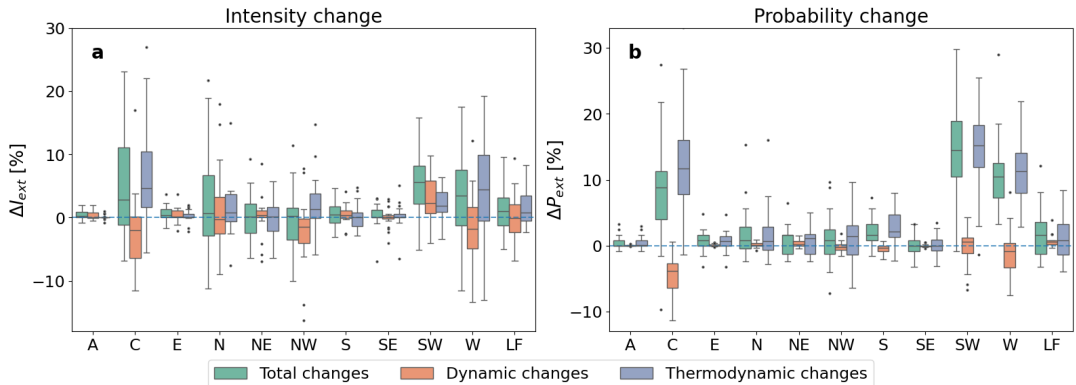 Intensity change
Probability change
a
b
ΔI_ext [%]
30
20
10
0
−10
A C E N NE NW S SE SW W LF
ΔP_ext [%]
30
20
10
0
−10
A C E N NE NW S SE SW W LF
Total changes Dynamic changes Thermodynamic changes